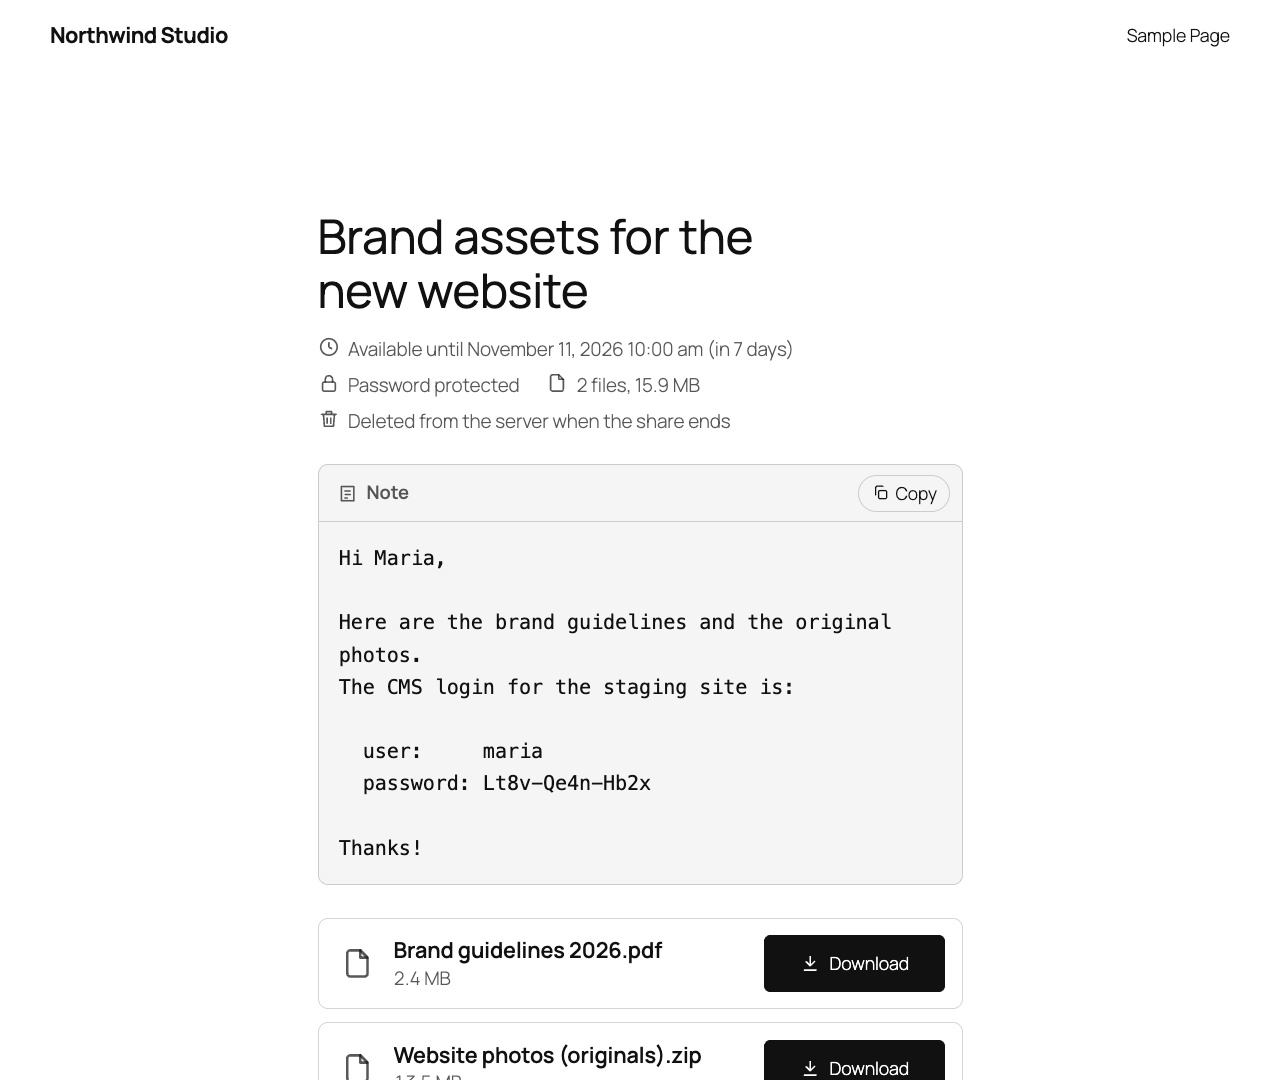 Northwind Studio
Sample Page
Brand assets for the
new website
Available until November 11, 2026 10:00 am (in 7 days)
Password protected
2 files, 15.9 MB
Deleted from the server when the share ends
Note
Copy
Hi Maria,
Here are the brand guidelines and the original
photos.
The CMS login for the staging site is:
user: maria
password: Lt8v-Qe4n-Hb2x
Thanks!
Brand guidelines 2026.pdf
2.4 MB
Download
Website photos (originals).zip
13.5 MB
Download